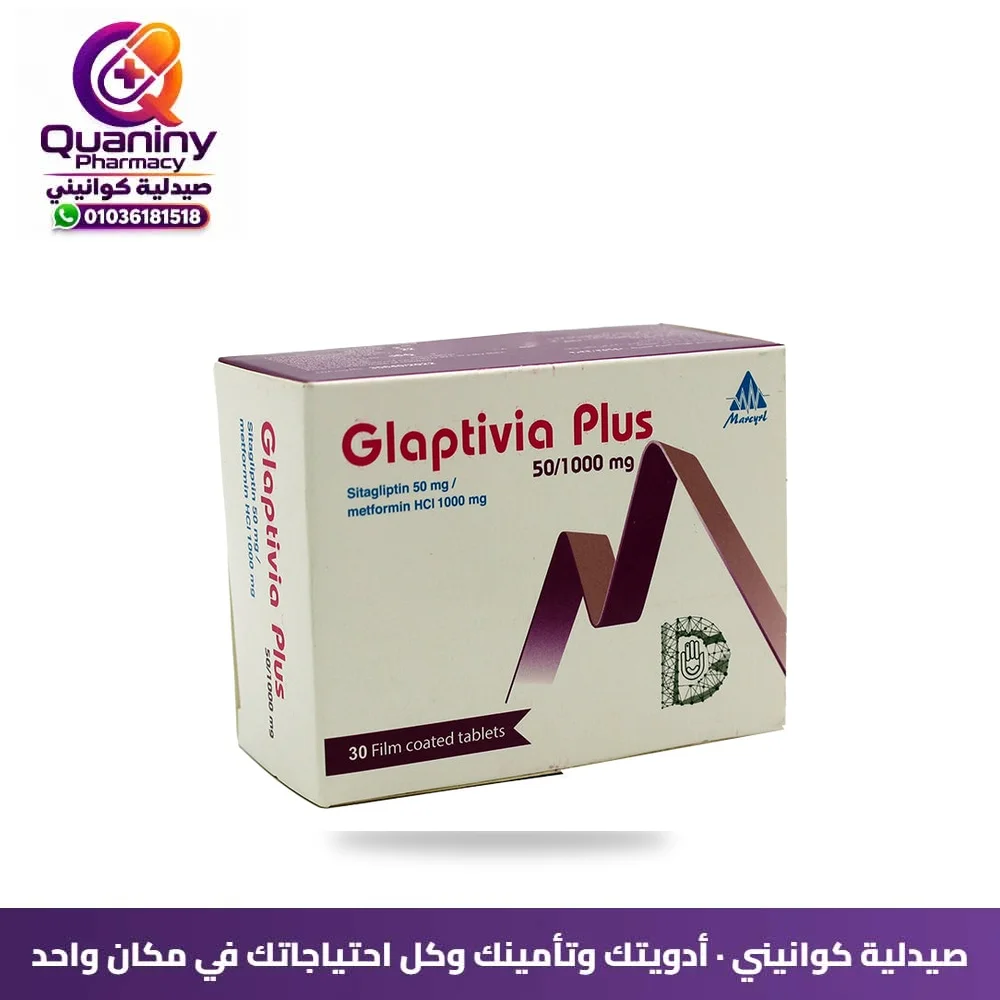 Quaniny
Pharmacy
صيدلية كوانيني
01036181518
Glaptivia Plus
50/1000 mg
Sitagliptin 50 mg /
metformin HCl 1000 mg
Marcyrl
30 Film coated tablets
Glaptivia Plus
50/1000 mg
Sitagliptin 50 mg /
metformin HCl 1000 mg
صيدلية كوانيني · أدويتك وتأمينك وكل احتياجاتك في مكان واحد